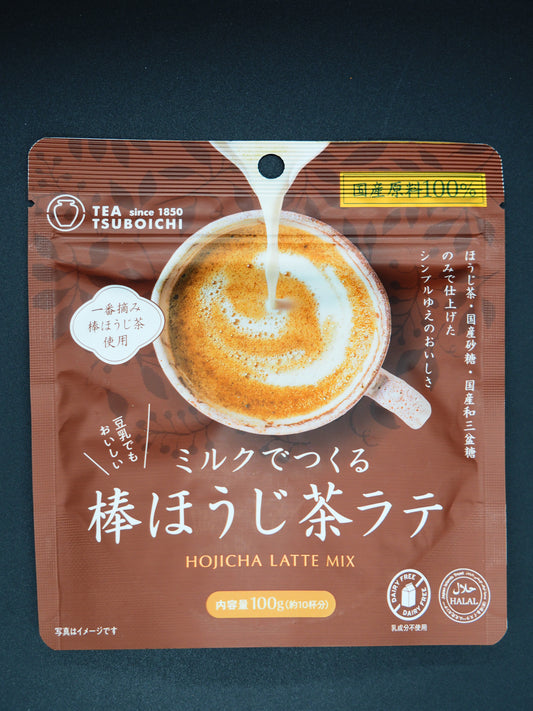 TEA since 1850
TSUBOICHI
国産原料100%
ほうじ茶・国産砂糖・国産和三盆糖
のみで仕上げた
シンプルゆえのおいしさ
一番摘み
棒ほうじ茶
使用
豆乳でも
おいしい
ミルクでつくる
棒ほうじ茶ラテ
HOJICHA LATTE MIX
内容量100g(約10杯分)
DAIRY FREE
DAIRY FREE
乳成分不使用
حلال
HALAL
写真はイメージです